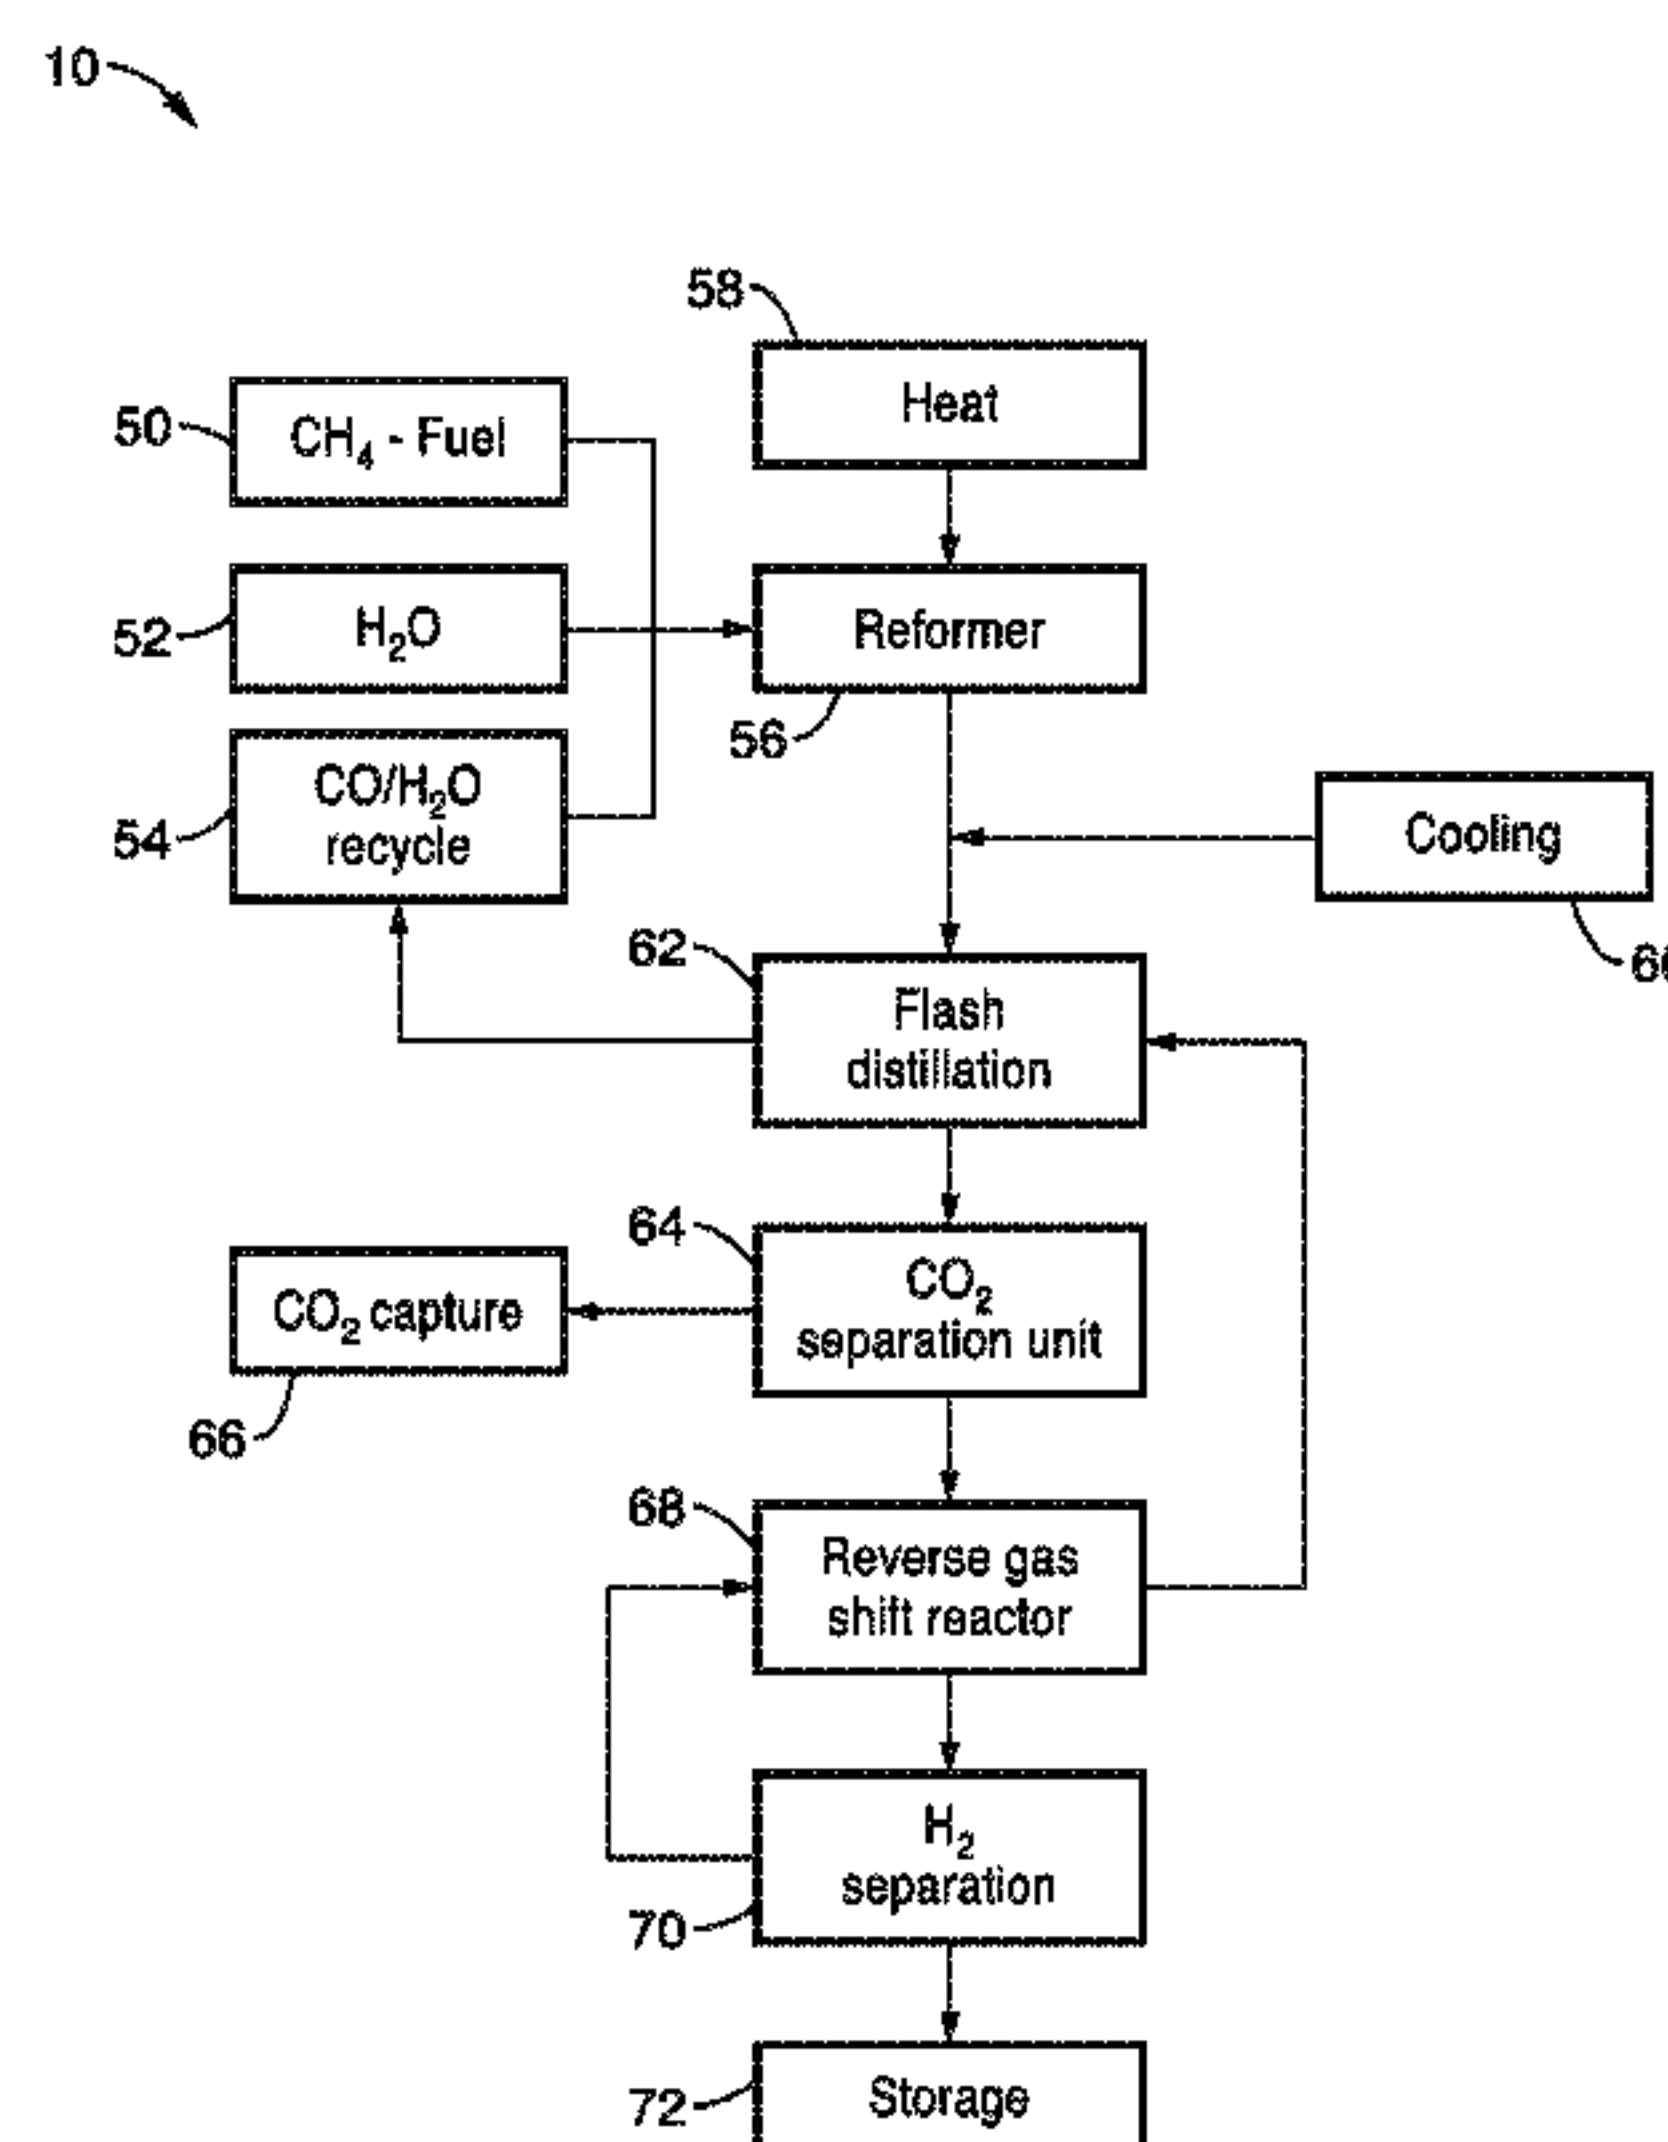 10
58
Heat
50
CH₄ - Fuel
52
H₂O
Reformer
56
54
CO/H₂O
recycle
Cooling
62
Flash
distillation
64
CO₂
separation unit
CO₂ capture
66
68
Reverse gas
shift reactor
H₂
separation
70
72
Storage